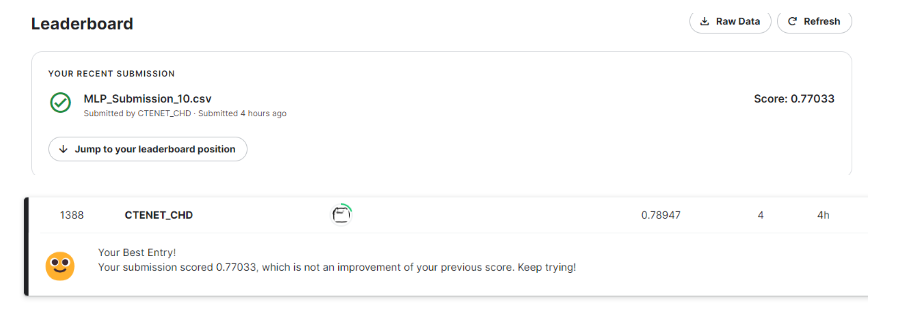 Leaderboard
Raw Data
Refresh
YOUR RECENT SUBMISSION
MLP_Submission_10.csv
Score: 0.77033
Submitted by CTENET_CHD · Submitted 4 hours ago
Jump to your leaderboard position
1388 CTENET_CHD 0.78947 4 4h
Your Best Entry!
Your submission scored 0.77033, which is not an improvement of your previous score. Keep trying!